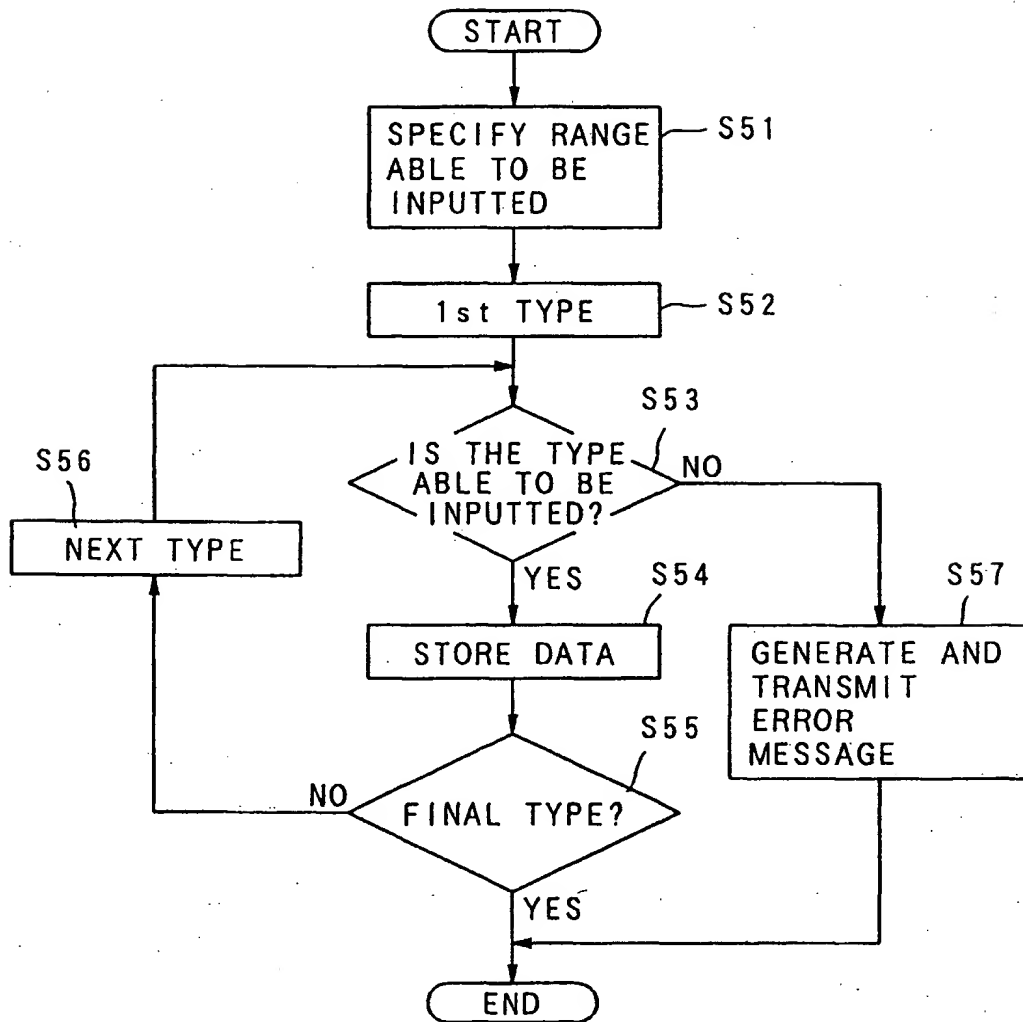 START
SPECIFY RANGE
ABLE TO BE
INPUTTED
S51
1st TYPE
S52
S53
IS THE TYPE
ABLE TO BE
INPUTTED?
NO
YES
S56
NEXT TYPE
S54
STORE DATA
S57
GENERATE AND
TRANSMIT
ERROR
MESSAGE
S55
FINAL TYPE?
NO
YES
END